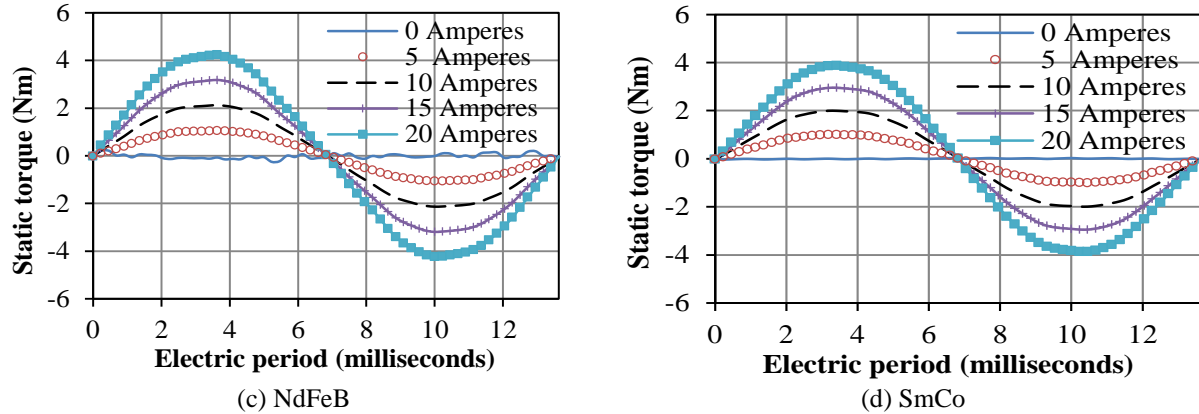 Static torque (Nm)
6
4
2
0
-2
-4
-6
0 Amperes
5 Amperes
10 Amperes
15 Amperes
20 Amperes
0 2 4 6 8 10 12
Electric period (milliseconds)
(c) NdFeB
Static torque (Nm)
6
4
2
0
-2
-4
-6
0 Amperes
5 Amperes
10 Amperes
15 Amperes
20 Amperes
0 2 4 6 8 10 12
Electric period (milliseconds)
(d) SmCo